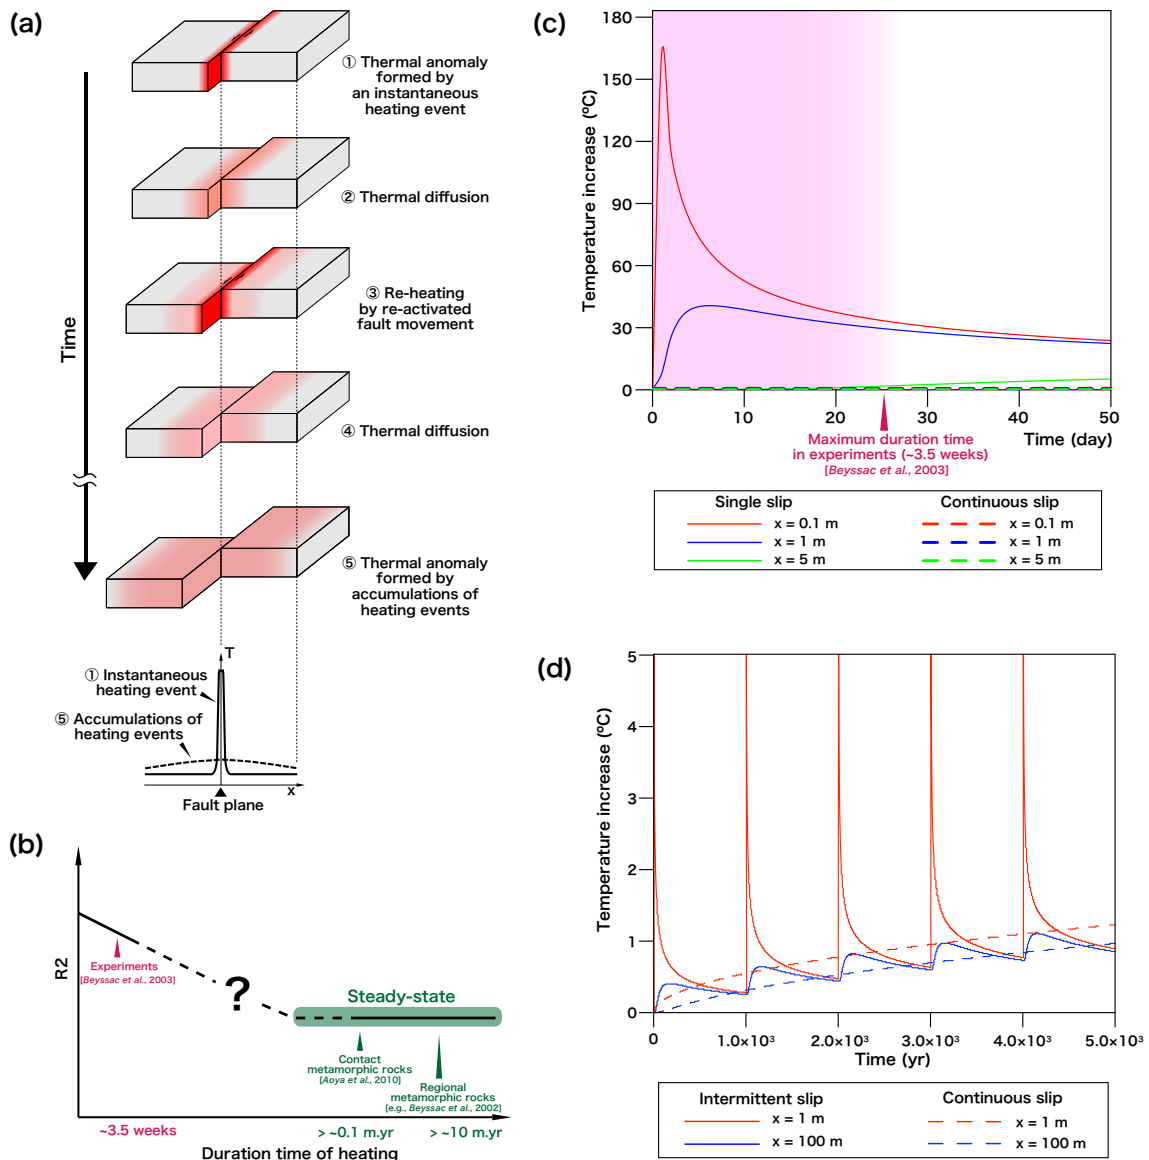 (a)
① Thermal anomaly
formed by
an instantaneous
heating event
② Thermal diffusion
③ Re-heating
by re-activated
fault movement
④ Thermal diffusion
⑤ Thermal anomaly
formed by
accumulations of
heating events
Time
T
① Instantaneous
heating event
⑤ Accumulations of
heating events
x
Fault plane
(b)
R2
Experiments
[Beyssac et al., 2003]
?
Steady-state
Contact
metamorphic rocks
[Aoya et al., 2010]
Regional
metamorphic rocks
[e.g., Beyssac et al., 2002]
~3.5 weeks
> ~0.1 m.yr
> ~10 m.yr
Duration time of heating
(c)
Temperature increase (ºC)
180
150
120
90
60
30
0
0
10
20
30
40
50
Time (day)
Maximum duration time
in experiments (~3.5 weeks)
[Beyssac et al., 2003]
Single slip
x = 0.1 m
x = 1 m
x = 5 m
Continuous slip
x = 0.1 m
x = 1 m
x = 5 m
(d)
Temperature increase (ºC)
5
4
3
2
1
0
0
1.0×10³
2.0×10³
3.0×10³
4.0×10³
5.0×10³
Time (yr)
Intermittent slip
x = 1 m
x = 100 m
Continuous slip
x = 1 m
x = 100 m